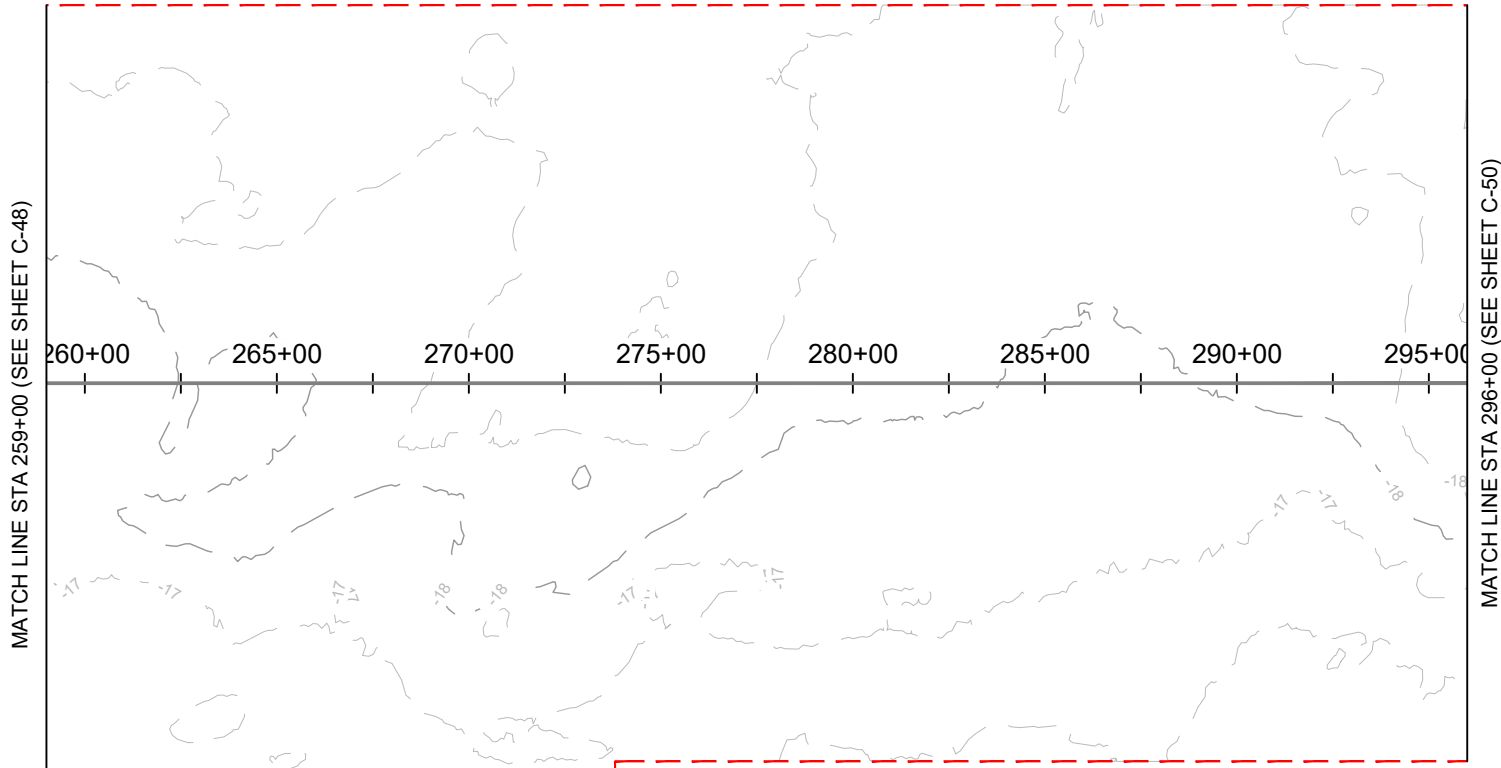 MATCH LINE STA 259+00 (SEE SHEET C-48)
260+00 265+00 270+00 275+00 280+00 285+00 290+00 295+00
MATCH LINE STA 296+00 (SEE SHEET C-50)
-18 -18
-17 -17
-17 -17 -17 -17 -18 -18 -17 -17